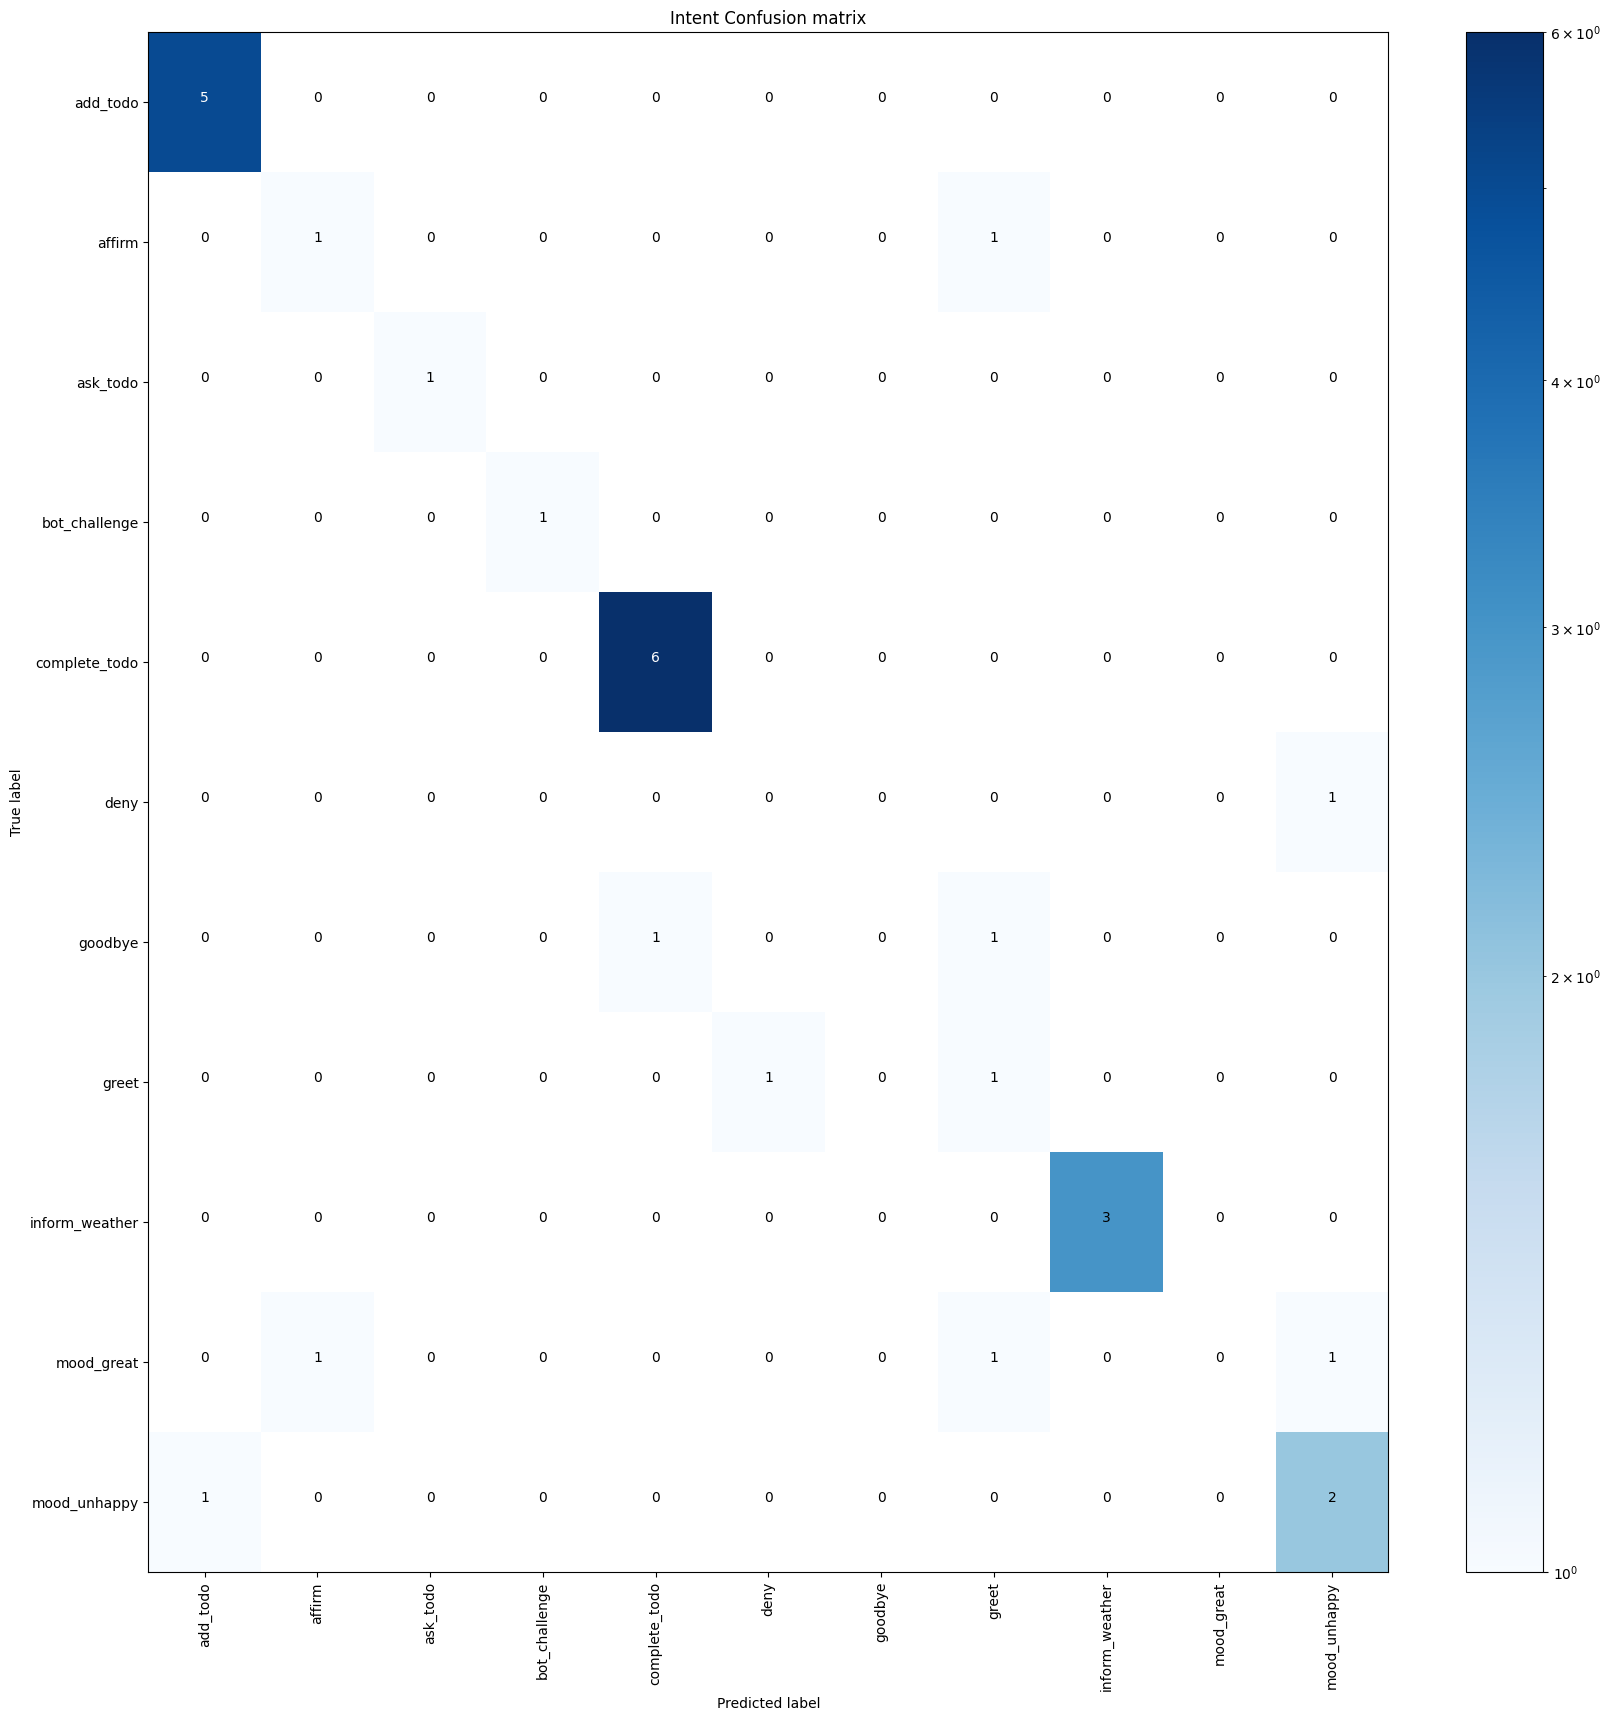 Intent Confusion matrix
add_todo 5 0 0 0 0 0 0 0 0 0 0
affirm 0 1 0 0 0 0 0 1 0 0 0
ask_todo 0 0 1 0 0 0 0 0 0 0 0
bot_challenge 0 0 0 1 0 0 0 0 0 0 0
complete_todo 0 0 0 0 6 0 0 0 0 0 0
deny 0 0 0 0 0 0 0 0 0 0 1
goodbye 0 0 0 0 1 0 0 1 0 0 0
greet 0 0 0 0 0 1 0 1 0 0 0
inform_weather 0 0 0 0 0 0 0 0 3 0 0
mood_great 0 1 0 0 0 0 0 1 0 0 1
mood_unhappy 1 0 0 0 0 0 0 0 0 0 2
True label
add_todo
affirm
ask_todo
bot_challenge
complete_todo
deny
goodbye
greet
inform_weather
mood_great
mood_unhappy
Predicted label
6 × 10⁰
4 × 10⁰
3 × 10⁰
2 × 10⁰
10⁰